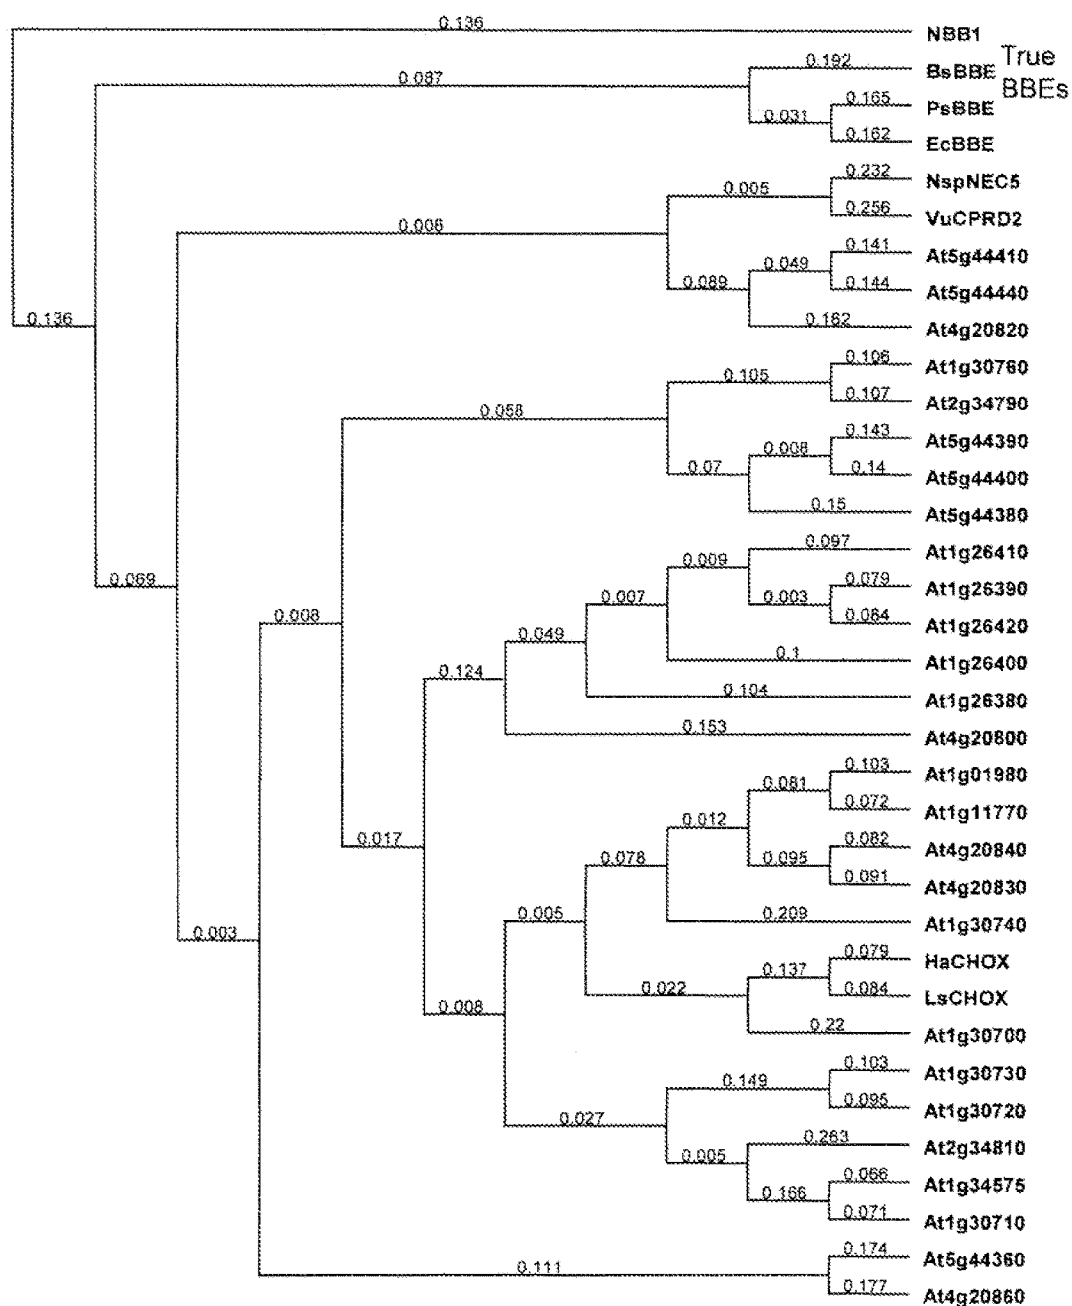 0.136
NBB1
True
BBEs
0.192
BsBBE
0.087
0.165
PsBBE
0.031
0.162
EcBBE
0.232
NspNEC5
0.005
0.256
VuCPRD2
0.008
0.141
At5g44410
0.049
0.144
At5g44440
0.089
0.162
At4g20820
0.136
0.106
At1g30760
0.105
0.107
At2g34790
0.058
0.143
At5g44390
0.008
0.14
At5g44400
0.07
0.15
At5g44380
0.097
At1g26410
0.009
0.079
At1g26390
0.003
0.084
At1g26420
0.069
0.007
0.008
0.049
0.1
At1g26400
0.124
0.104
At1g26380
0.153
At4g20800
0.103
At1g01980
0.081
0.072
At1g11770
0.012
0.082
At4g20840
0.095
0.091
At4g20830
0.017
0.078
0.209
At1g30740
0.005
0.003
0.079
HaCHOX
0.137
0.084
LsCHOX
0.022
0.22
At1g30700
0.008
0.103
At1g30730
0.149
0.095
At1g30720
0.027
0.263
At2g34810
0.005
0.066
At1g34575
0.166
0.071
At1g30710
0.174
At5g44360
0.111
0.177
At4g20860